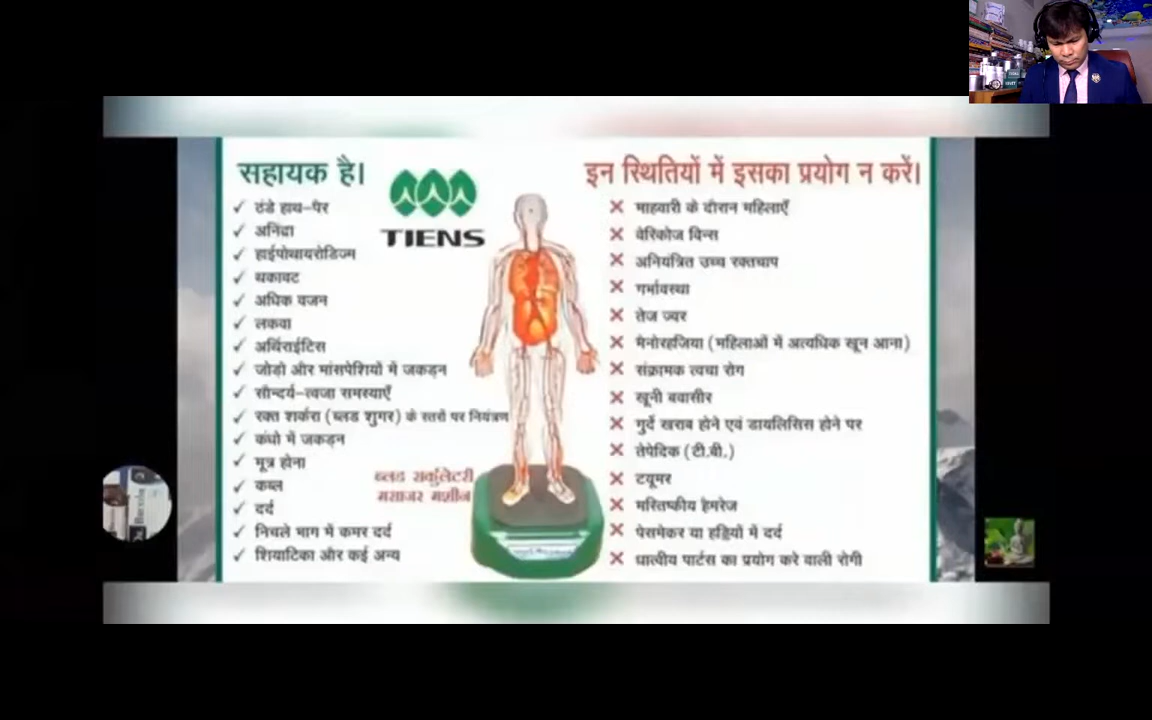 सहायक है।
ठंडे हाथ-पैर
अनिद्रा
हाईपोथायरोडिज्म
थकावट
अधिक वजन
लकवा
अर्थिराईटिस
जोड़ो और मांसपेशियों में जकड़न
सौन्दर्य-त्वजा समस्याएँ
रक्त शर्करा (ब्लड शुगर) के स्तरों पर नियंत्रण
कंधो में जकड़न
मूत्र होना
कब्ज
दर्द
निचले भाग में कमर दर्द
शियाटिका और कई अन्य
TIENS
ब्लड सर्कुलेटरी
मसाजर मशीन
इन स्थितियों में इसका प्रयोग न करें।
माहवारी के दौरान महिलाएँ
वेरिकोज विन्स
अनियंत्रित उच्च रक्तचाप
गर्भावस्था
तेज ज्वर
मेनोरहजिया (महिलाओं में अत्यधिक खून आना)
संक्रामक त्वचा रोग
खूनी बवासीर
गुर्दे खराब होने एवं डायलिसिस होने पर
तेपेदिक (टी.बी.)
टयूमर
मस्तिष्कीय हैमरेज
पेसमेकर या हड्डियों में दर्द
धात्वीय पार्टस का प्रयोग करे वाली रोगी